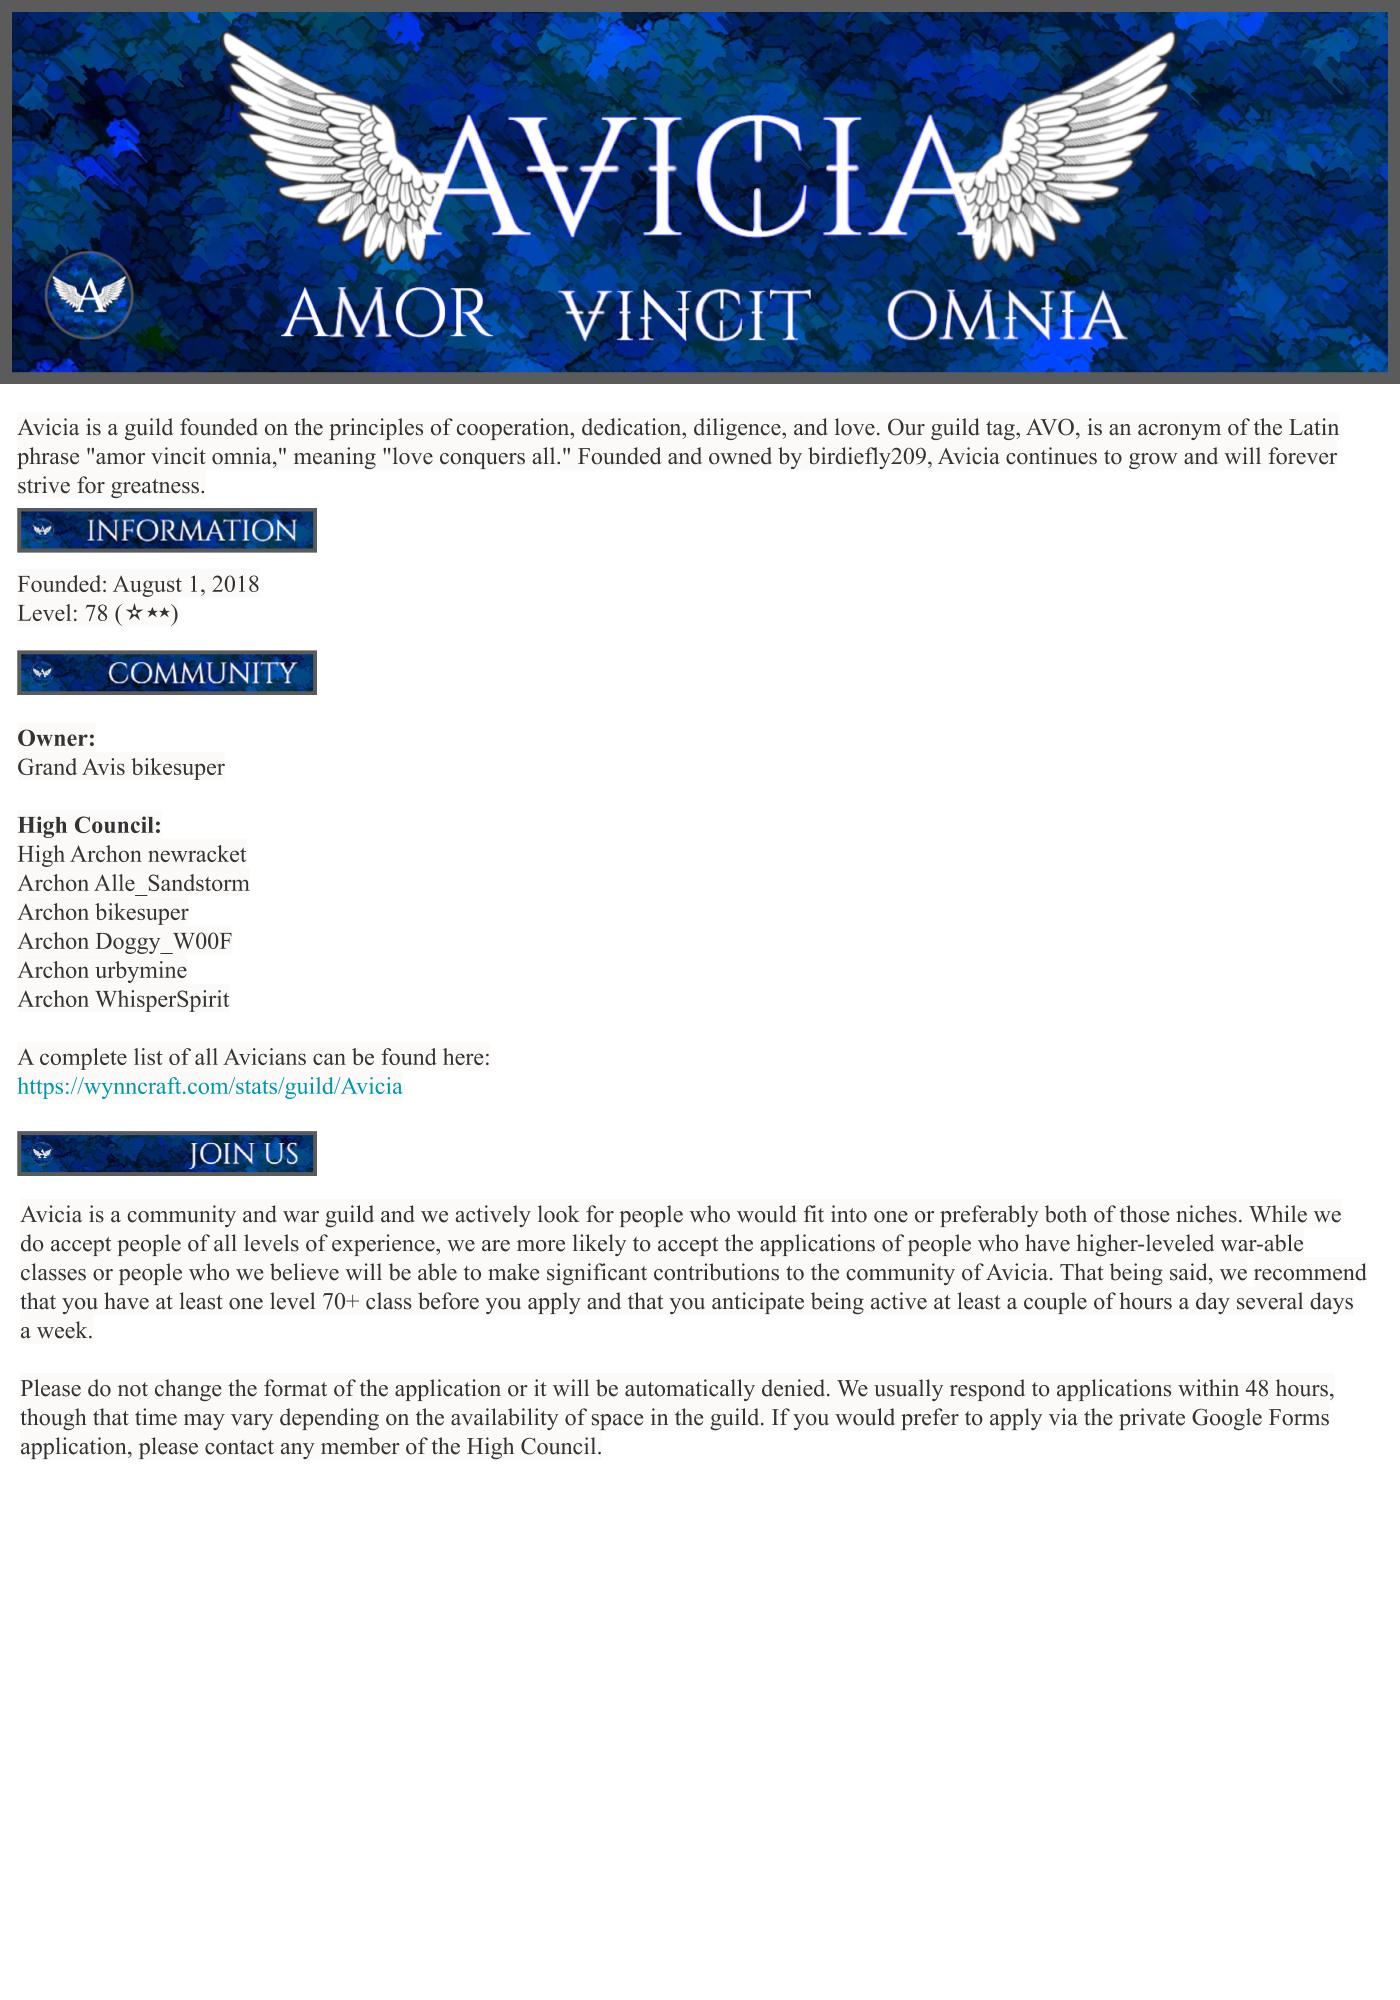 AVICIA
A
AMOR VINCIT OMNIA
Avicia is a guild founded on the principles of cooperation, dedication, diligence, and love. Our guild tag, AVO, is an acronym of the Latin
phrase "amor vincit omnia," meaning "love conquers all." Founded and owned by birdiefly209, Avicia continues to grow and will forever
strive for greatness.
INFORMATION
Founded: August 1, 2018
Level: 78 (☆⋆⋆)
COMMUNITY
Owner:
Grand Avis bikesuper
High Council:
High Archon newracket
Archon Alle_Sandstorm
Archon bikesuper
Archon Doggy_W00F
Archon urbymine
Archon WhisperSpirit
A complete list of all Avicians can be found here:
https://wynncraft.com/stats/guild/Avicia
JOIN US
Avicia is a community and war guild and we actively look for people who would fit into one or preferably both of those niches. While we
do accept people of all levels of experience, we are more likely to accept the applications of people who have higher-leveled war-able
classes or people who we believe will be able to make significant contributions to the community of Avicia. That being said, we recommend
that you have at least one level 70+ class before you apply and that you anticipate being active at least a couple of hours a day several days
a week.
Please do not change the format of the application or it will be automatically denied. We usually respond to applications within 48 hours,
though that time may vary depending on the availability of space in the guild. If you would prefer to apply via the private Google Forms
application, please contact any member of the High Council.